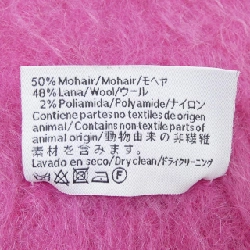 50% Mohair/Mohair/モヘヤ
48% Lana/Wool/ウール
2% Poliamida/Polyamide/ナイロン
Contiene partes no textiles de origen
animal/Contains non-textile parts of
animal origin/動物由来の非繊維
素材を含みます。
Lavado en seco/Dry clean/ドライクリーニング